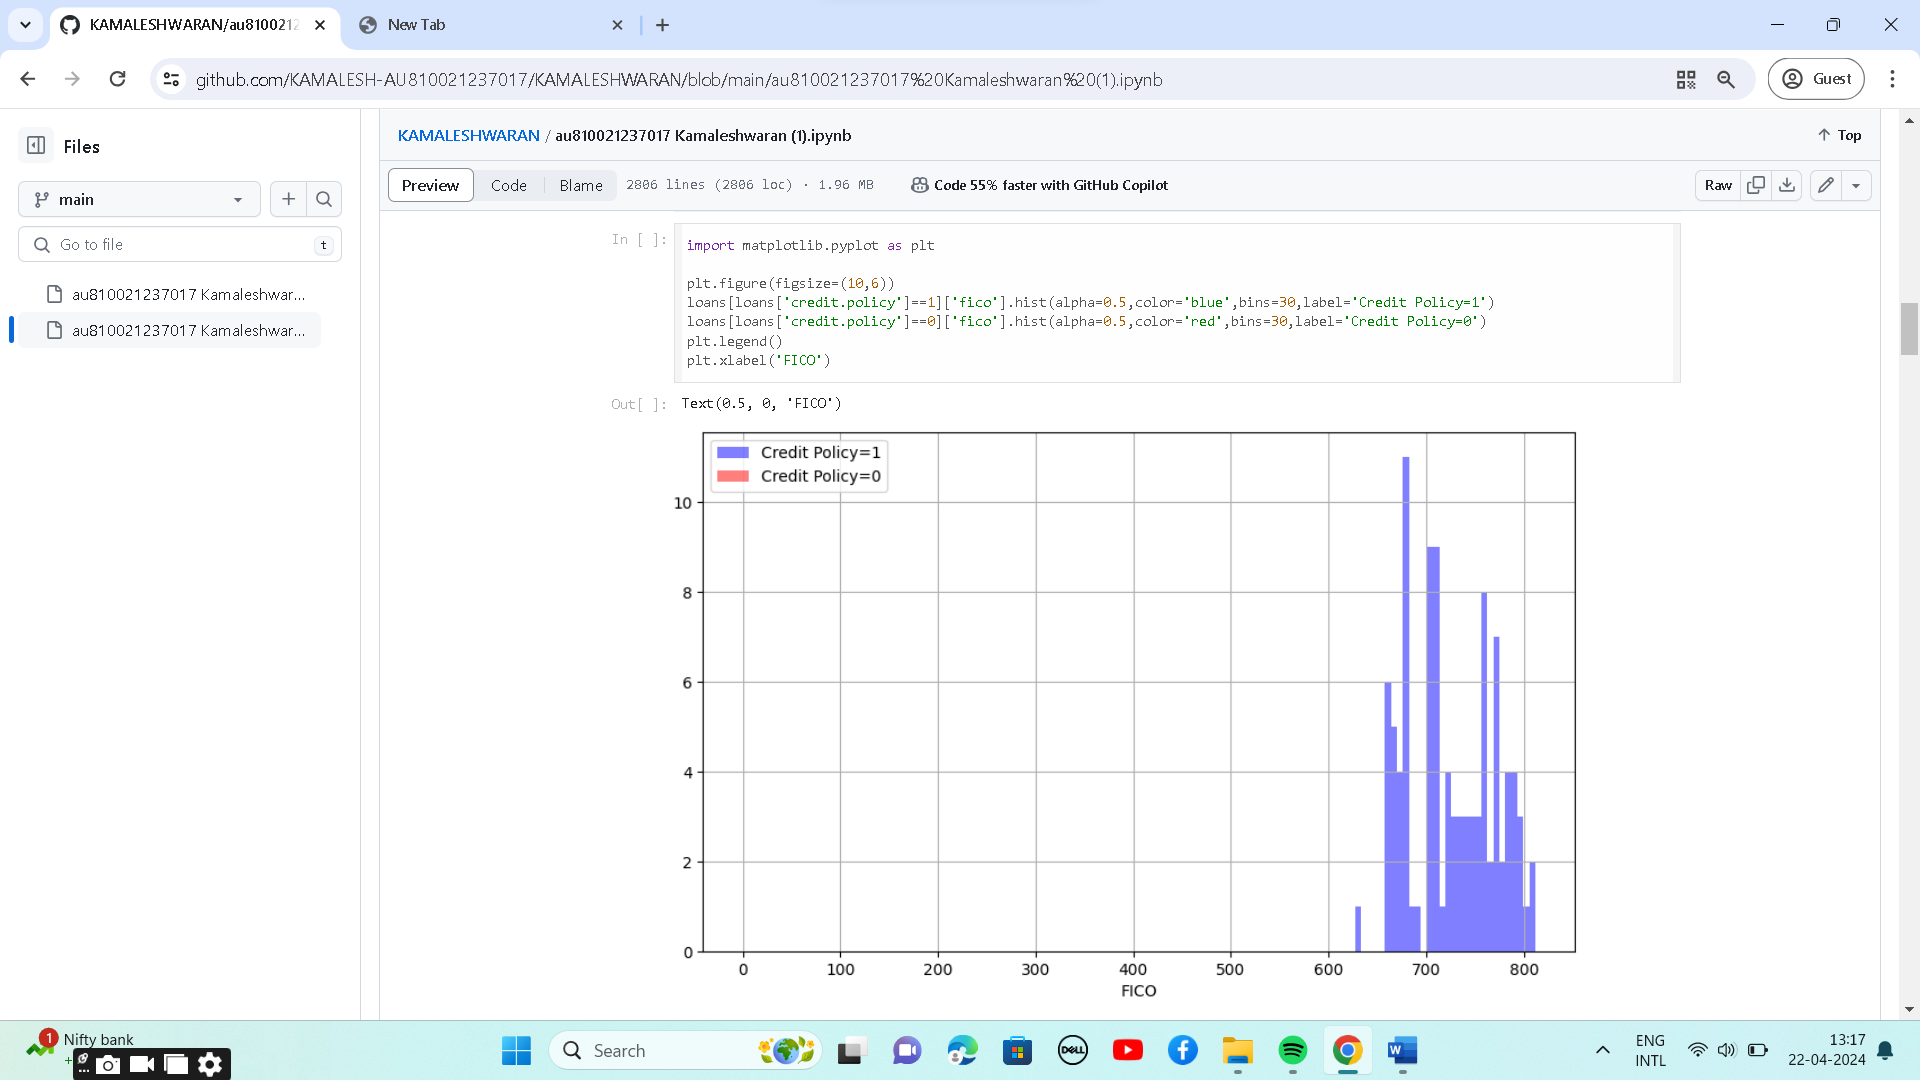 KAMALESHWARAN/au8100212
New Tab
github.com/KAMALESH-AU810021237017/KAMALESHWARAN/blob/main/au810021237017%20Kamaleshwaran%20(1).ipynb
Guest
Files
KAMALESHWARAN / au810021237017 Kamaleshwaran (1).ipynb
Top
main
Preview
Code
Blame
2806 lines (2806 loc) · 1.96 MB
Code 55% faster with GitHub Copilot
Raw
Go to file
t
au810021237017 Kamaleshwar...
au810021237017 Kamaleshwar...
In [ ]:
import matplotlib.pyplot as plt
plt.figure(figsize=(10,6))
loans[loans['credit.policy']==1]['fico'].hist(alpha=0.5,color='blue',bins=30,label='Credit Policy=1')
loans[loans['credit.policy']==0]['fico'].hist(alpha=0.5,color='red',bins=30,label='Credit Policy=0')
plt.legend()
plt.xlabel('FICO')
Out[ ]:
Text(0.5, 0, 'FICO')
Credit Policy=1
Credit Policy=0
10
8
6
4
2
0
0 100 200 300 400 500 600 700 800
FICO
1
Nifty bank
Search
DELL
W
ENG
INTL
13:17
22-04-2024